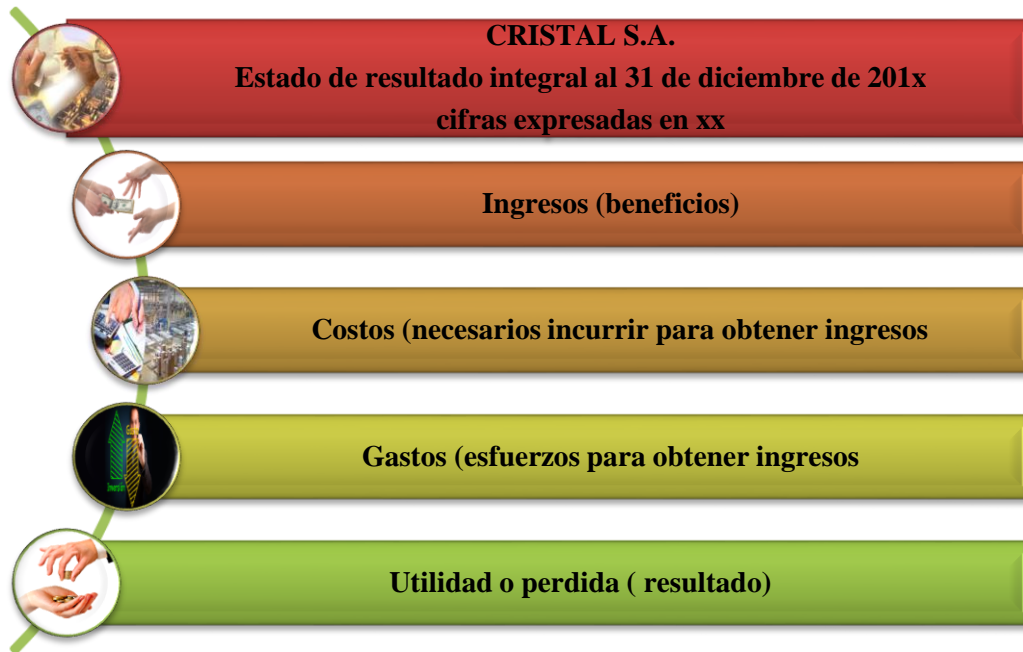 CRISTAL S.A.
Estado de resultado integral al 31 de diciembre de 201x
cifras expresadas en xx
Ingresos (beneficios)
Costos (necesarios incurrir para obtener ingresos
Gastos (esfuerzos para obtener ingresos
Utilidad o perdida ( resultado)